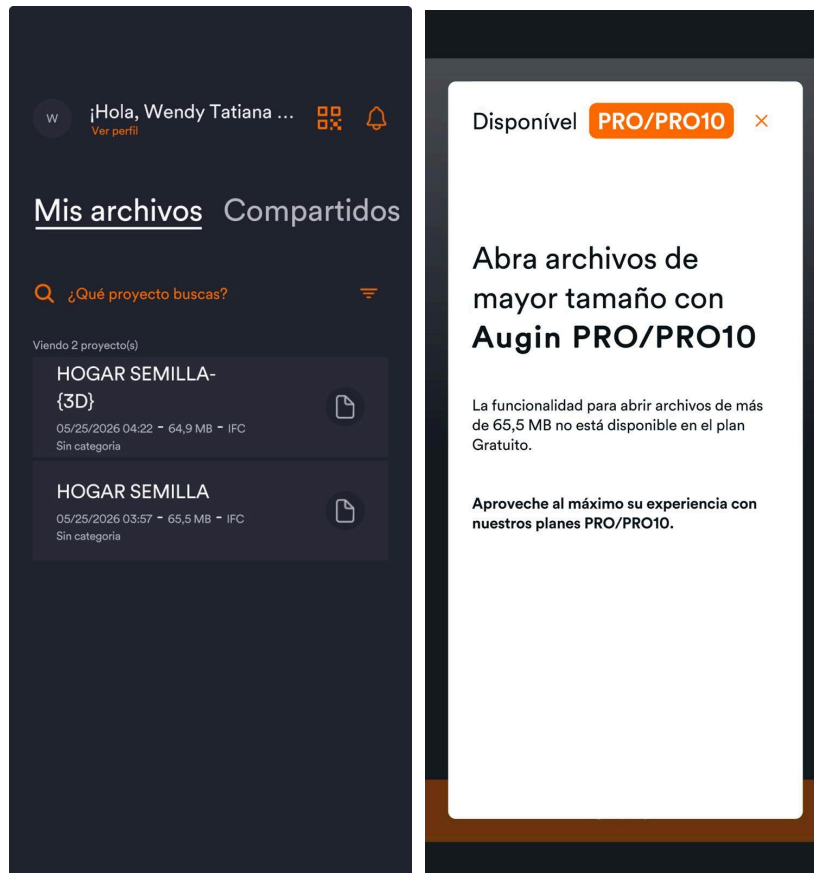 W
¡Hola, Wendy Tatiana ...
Ver perfil
Mis archivos Compartidos
¿Qué proyecto buscas?
Viendo 2 proyecto(s)
HOGAR SEMILLA-
{3D}
05/25/2026 04:22 - 64,9 MB - IFC
Sin categoria
HOGAR SEMILLA
05/25/2026 03:57 - 65,5 MB - IFC
Sin categoria
Disponível PRO/PRO10 ×
Abra archivos de
mayor tamaño con
Augin PRO/PRO10
La funcionalidad para abrir archivos de más
de 65,5 MB no está disponible en el plan
Gratuito.
Aproveche al máximo su experiencia con
nuestros planes PRO/PRO10.